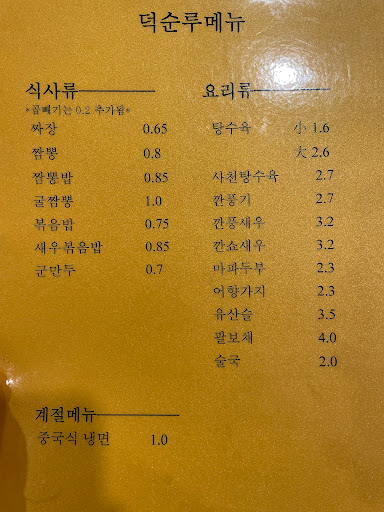 덕순루메뉴
식사류
*곱빼기는 0.2 추가됨*
짜장 0.65
짬뽕 0.8
짬뽕밥 0.85
굴짬뽕 1.0
볶음밥 0.75
새우볶음밥 0.85
군만두 0.7
계절메뉴
중국식 냉면 1.0
요리류
탕수육 小 1.6
大 2.6
사천탕수육 2.7
깐풍기 2.7
깐풍새우 3.2
깐쇼새우 3.2
마파두부 2.3
어향가지 2.3
유산슬 3.5
팔보채 4.0
술국 2.0